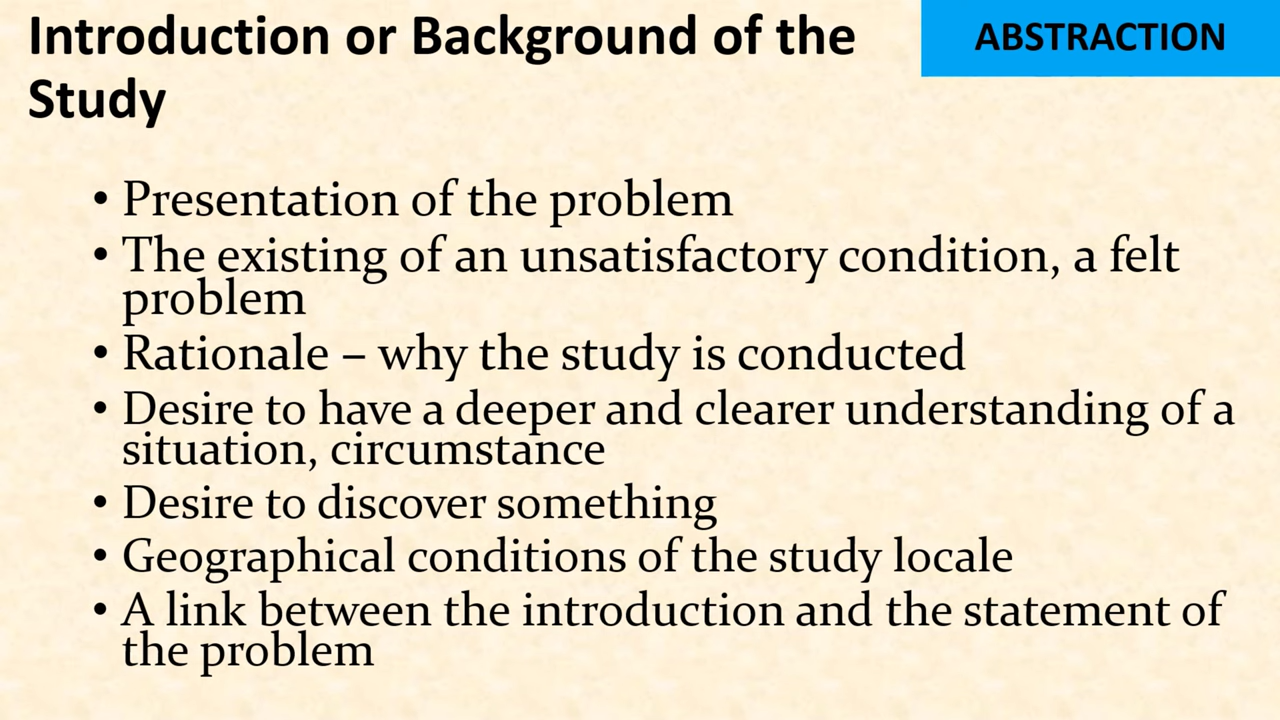 Introduction or Background of the
Study
ABSTRACTION
• Presentation of the problem
• The existing of an unsatisfactory condition, a felt
problem
• Rationale – why the study is conducted
• Desire to have a deeper and clearer understanding of a
situation, circumstance
• Desire to discover something
• Geographical conditions of the study locale
• A link between the introduction and the statement of
the problem